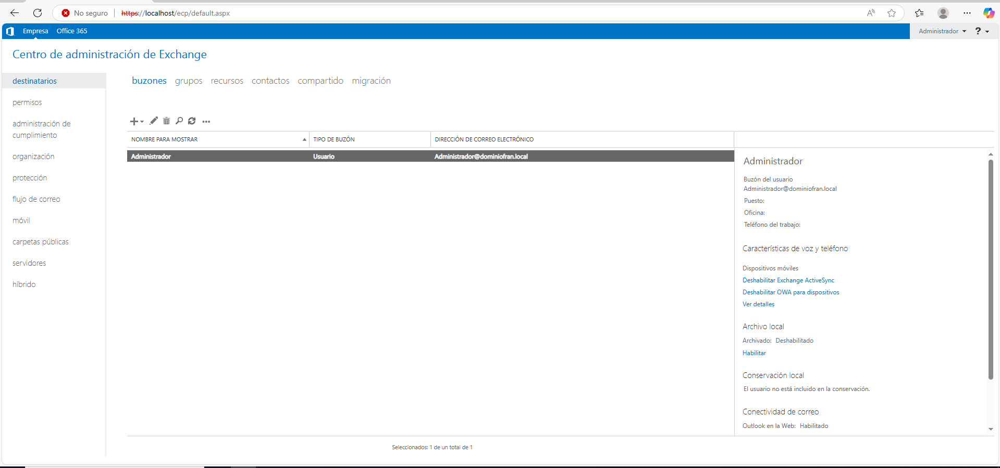 No seguro
https://localhost/ecp/default.aspx
Empresa Office 365
Administrador ?
Centro de administración de Exchange
destinatarios
permisos
administración de
cumplimiento
organización
protección
flujo de correo
móvil
carpetas públicas
servidores
híbrido
buzones grupos recursos contactos compartido migración
NOMBRE PARA MOSTRAR TIPO DE BUZÓN DIRECCIÓN DE CORREO ELECTRÓNICO
Administrador Usuario Administrador@dominiofran.local
Administrador
Buzón del usuario
Administrador@dominiofran.local
Puesto:
Oficina:
Teléfono del trabajo:
Características de voz y teléfono
Dispositivos móviles
Deshabilitar Exchange ActiveSync
Deshabilitar OWA para dispositivos
Ver detalles
Archivo local
Archivado: Deshabilitado
Habilitar
Conservación local
El usuario no está incluido en la conservación.
Conectividad de correo
Outlook en la Web: Habilitado
Seleccionados: 1 de un total de 1